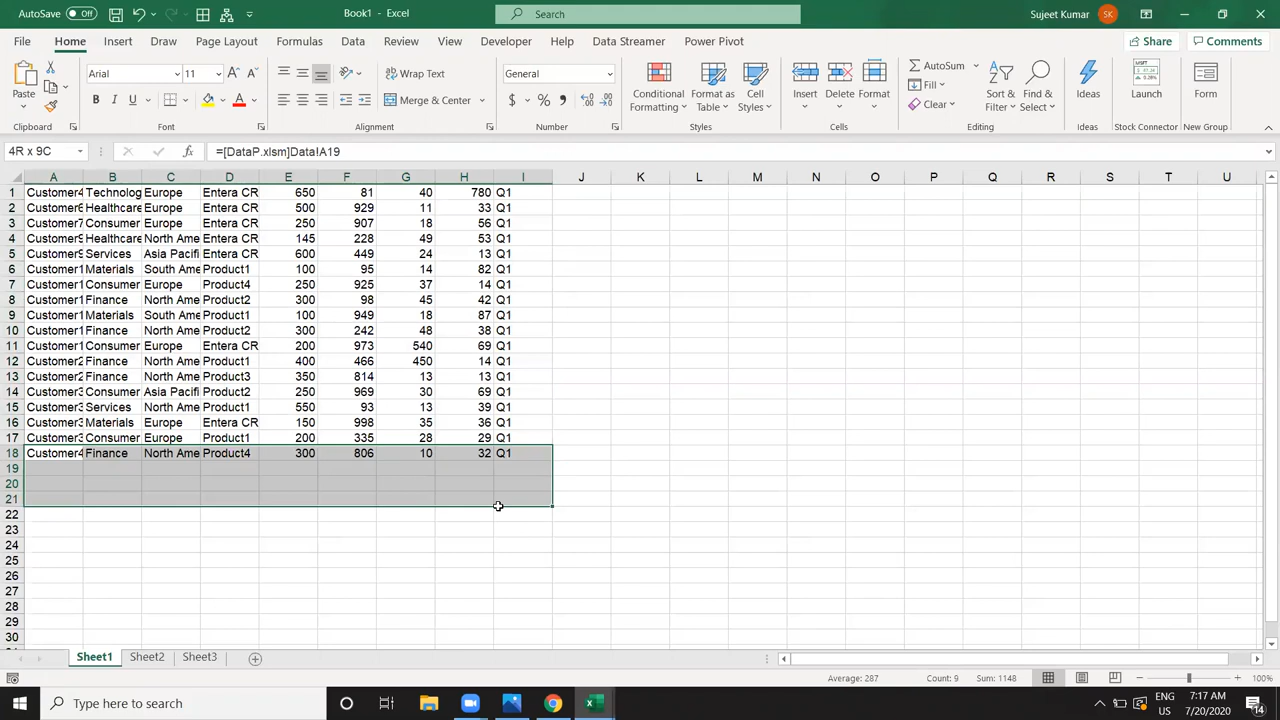 AutoSave Off Book1 - Excel Search Sujeet Kumar SK
File Home Insert Draw Page Layout Formulas Data Review View Developer Help Data Streamer Power Pivot Share Comments
Paste Arial 11 Wrap Text General Conditional Formatting Format as Table Cell Styles Insert Delete Format AutoSum Fill Clear Sort & Filter Find & Select Ideas Launch Form
B I U A Merge & Center $ % ,
Clipboard Font Alignment Number Styles Cells Editing Ideas Stock Connector New Group
4R x 9C fx =[DataP.xlsm]Data!A19
A B C D E F G H I J K L M N O P Q R S T U
1 Customer4 Technolog Europe Entera CR 650 81 40 780 Q1
2 Customer6 Healthcare Europe Entera CR 500 929 11 33 Q1
3 Customer7 Consumer Europe Entera CR 250 907 18 56 Q1
4 Customer9 Healthcare North Ame Entera CR 145 228 49 53 Q1
5 Customer9 Services Asia Pacifi Entera CR 600 449 24 13 Q1
6 Customer1 Materials South Ame Product1 100 95 14 82 Q1
7 Customer1 Consumer Europe Product4 250 925 37 14 Q1
8 Customer1 Finance North Ame Product2 300 98 45 42 Q1
9 Customer1 Materials South Ame Product1 100 949 18 87 Q1
10 Customer1 Finance North Ame Product2 300 242 48 38 Q1
11 Customer1 Consumer Europe Entera CR 200 973 540 69 Q1
12 Customer2 Finance North Ame Product1 400 466 450 14 Q1
13 Customer2 Finance North Ame Product3 350 814 13 13 Q1
14 Customer3 Consumer Asia Pacifi Product2 250 969 30 69 Q1
15 Customer3 Services North Ame Product1 550 93 13 39 Q1
16 Customer3 Materials Europe Entera CR 150 998 35 36 Q1
17 Customer3 Consumer Europe Product1 200 335 28 29 Q1
18 Customer4 Finance North Ame Product4 300 806 10 32 Q1
19
20
21
22
23
24
25
26
27
28
29
30
Sheet1 Sheet2 Sheet3
Average: 287 Count: 9 Sum: 1148 100%
Type here to search ENG 7:17 AM
US 7/20/2020 14